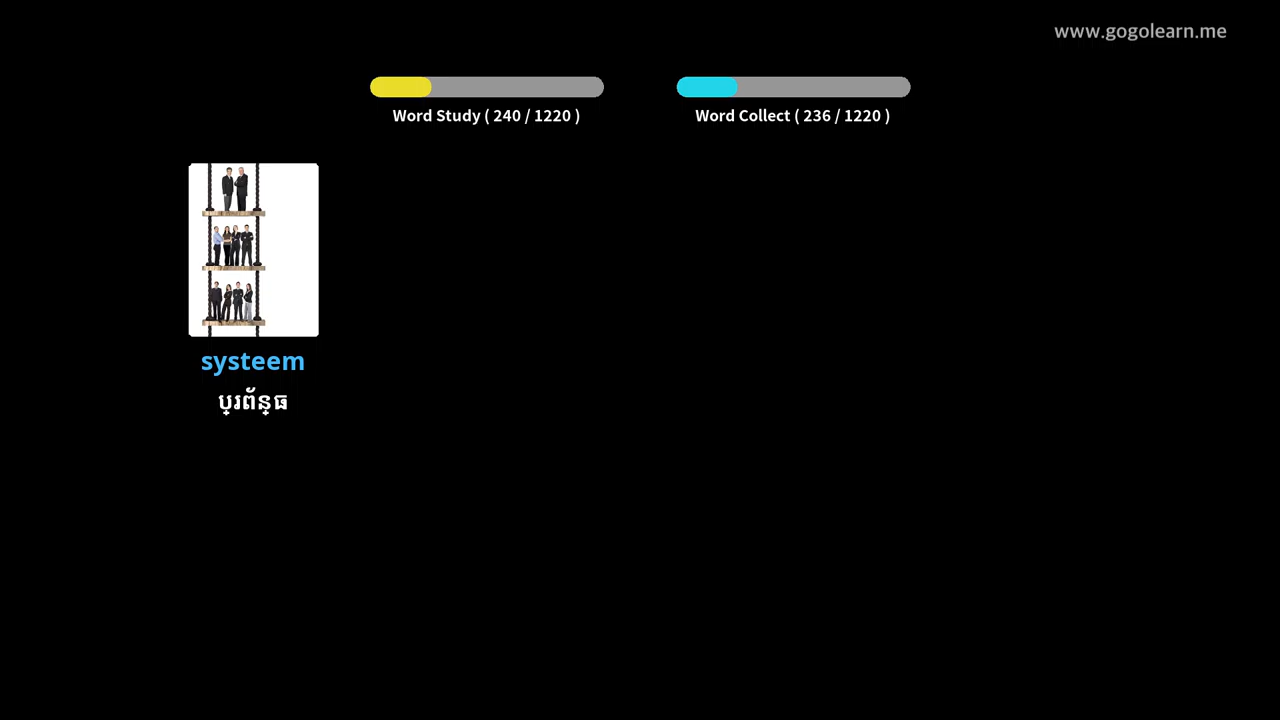 www.gogolearn.me
Word Study ( 240 / 1220 )
Word Collect ( 236 / 1220 )
systeem
ប្រព័ន្ធ